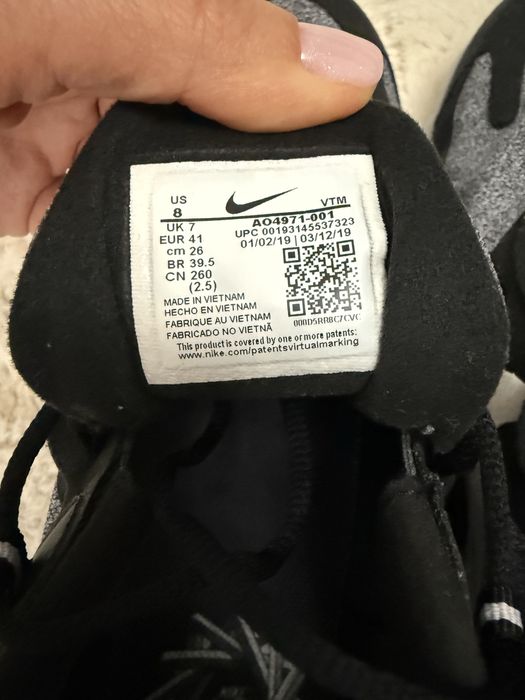 US
8
VTM
UK 7
AO4971-001
EUR 41
UPC 00193145537323
cm 26
01/02/19 | 03/12/19
BR 39.5
CN 260
(2.5)
MADE IN VIETNAM
HECHO EN VIETNAM
FABRIQUE AU VIETNAM
FABRICADO NO VIETNÃ
000D5RRBC7CVC
This product is covered by one or more patents:
www.nike.com/patentsvirtualmarking